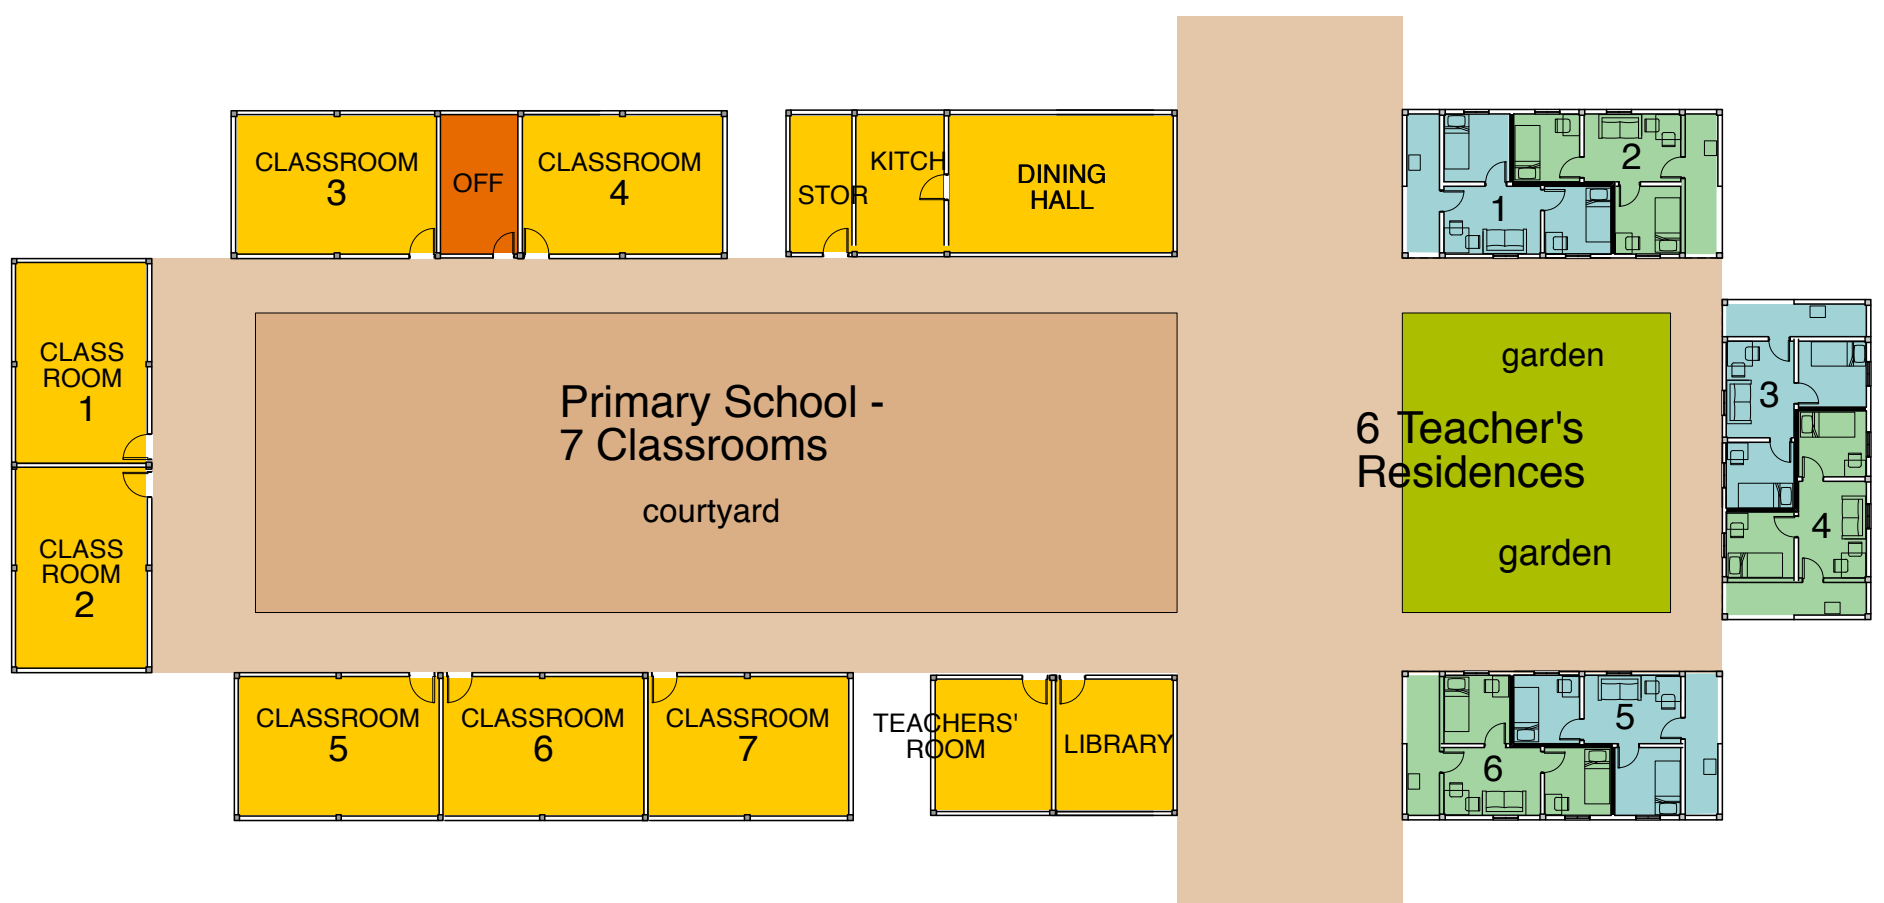 CLASSROOM
3
OFF
CLASSROOM
4
STOR
KITCH
DINING
HALL
1
2
CLASS
ROOM
1
CLASS
ROOM
2
Primary School -
7 Classrooms
courtyard
garden
6 Teacher's
Residences
garden
3
4
CLASSROOM
5
CLASSROOM
6
CLASSROOM
7
TEACHERS'
ROOM
LIBRARY
6
5